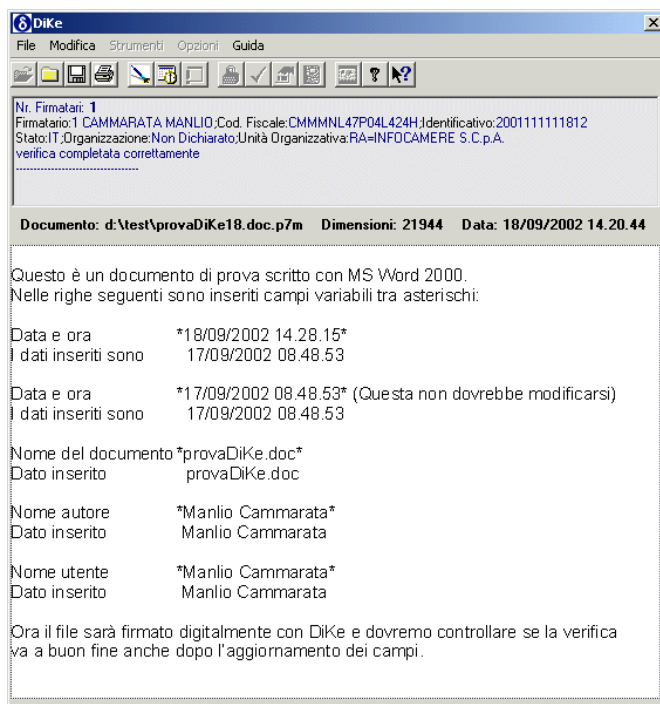 DiKe
File Modifica Strumenti Opzioni Guida
Nr. Firmatari: 1
Firmatario:1 CAMMARATA MANLIO;Cod. Fiscale:CMMMNL47P04L424H;Identificativo:2001111111812
Stato:IT;Organizzazione:Non Dichiarato;Unità Organizzativa:RA=INFOCAMERE S.C.p.A.
verifica completata correttamente
-----------------------------------
Documento: d:\test\provaDiKe18.doc.p7m Dimensioni: 21944 Data: 18/09/2002 14.20.44
Questo è un documento di prova scritto con MS Word 2000.
Nelle righe seguenti sono inseriti campi variabili tra asterischi:
Data e ora *18/09/2002 14.28.15*
I dati inseriti sono 17/09/2002 08.48.53
Data e ora *17/09/2002 08.48.53* (Questa non dovrebbe modificarsi)
I dati inseriti sono 17/09/2002 08.48.53
Nome del documento *provaDiKe.doc*
Dato inserito provaDiKe.doc
Nome autore *Manlio Cammarata*
Dato inserito Manlio Cammarata
Nome utente *Manlio Cammarata*
Dato inserito Manlio Cammarata
Ora il file sarà firmato digitalmente con DiKe e dovremo controllare se la verifica
va a buon fine anche dopo l'aggiornamento dei campi.